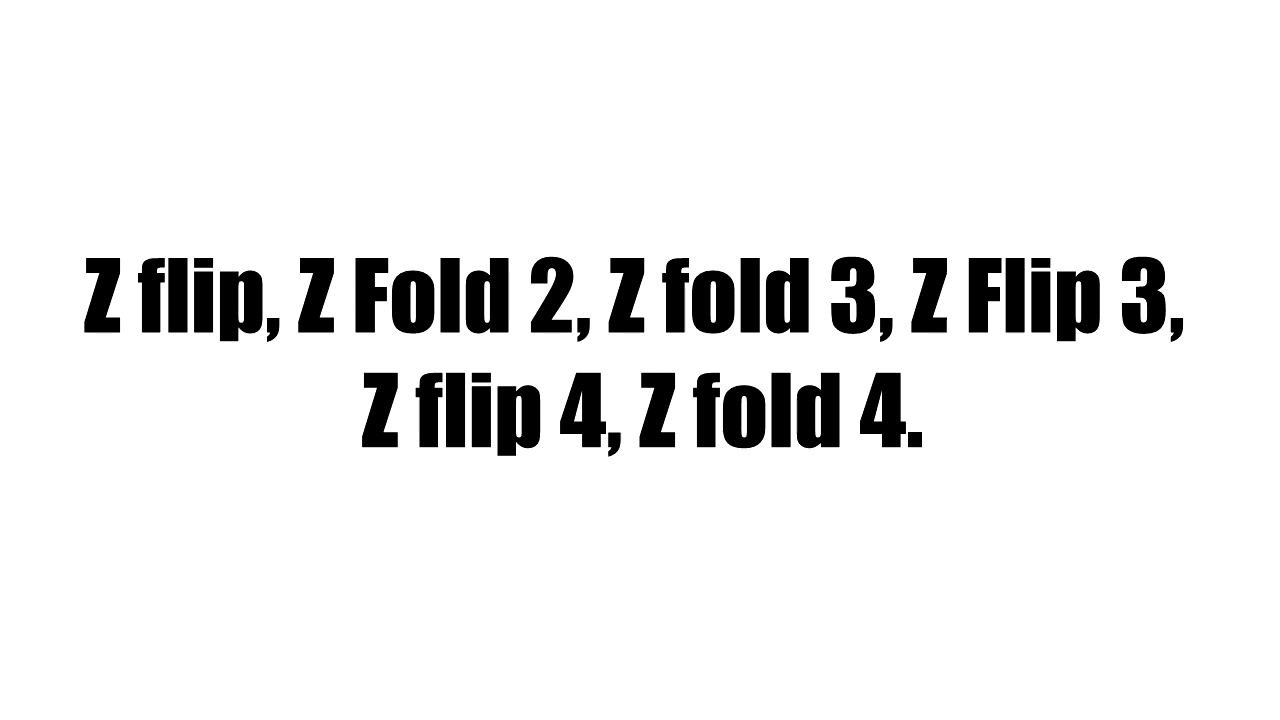 Z flip, Z Fold 2, Z fold 3, Z Flip 3,
Z flip 4, Z fold 4.